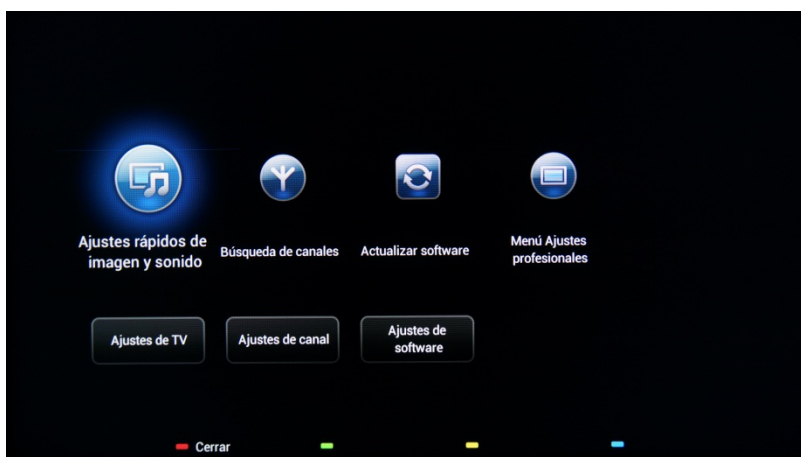 Ajustes rápidos de
imagen y sonido
Búsqueda de canales
Actualizar software
Menú Ajustes
profesionales
Ajustes de TV
Ajustes de canal
Ajustes de
software
Cerrar